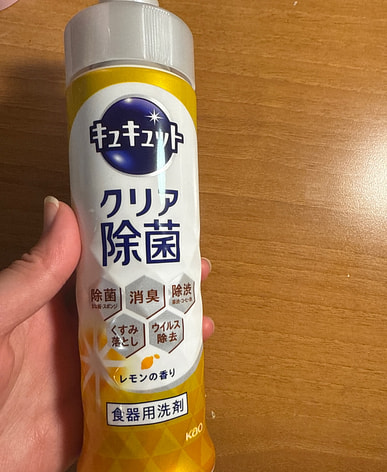 キュキュット
クリア
除菌
除菌 消臭 除渋
くすみ
落とし
ウイルス
除去
レモンの香り
食器用洗剤
Kao